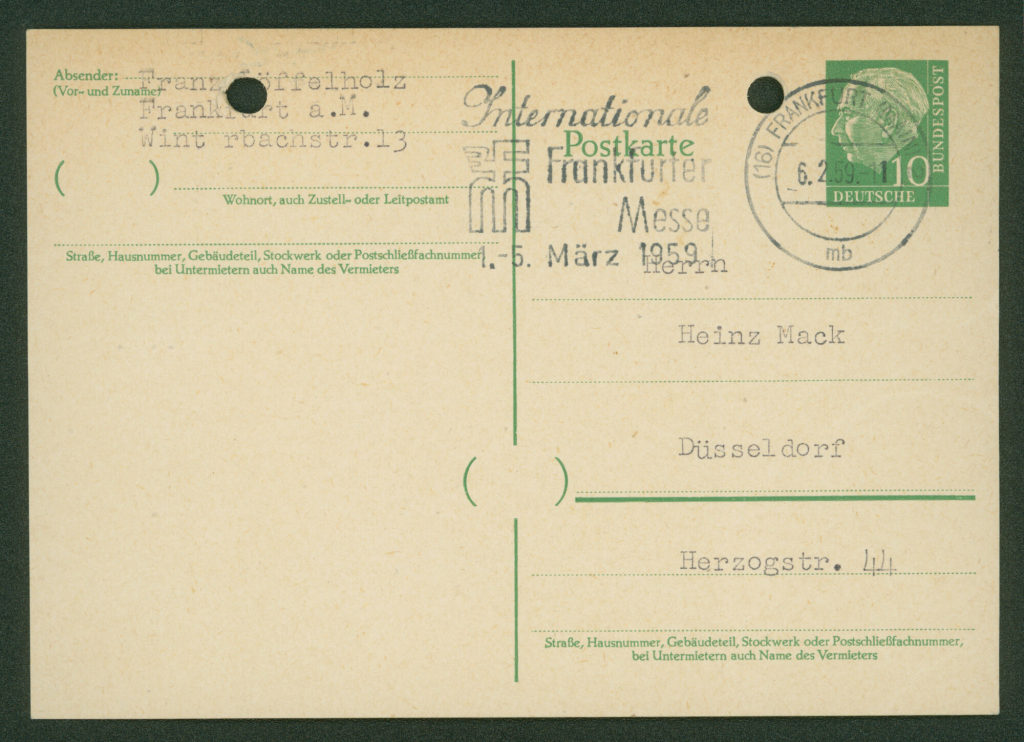 Absender:
(Vor- und Zuname)
Franz Löffelholz
Frankfurt a.M.
Wint rbachstr.13
( )
Wohnort, auch Zustell- oder Leitpostamt
Straße, Hausnummer, Gebäudeteil, Stockwerk oder Postschließfachnummer,
bei Untermietern auch Name des Vermieters
Internationale
Postkarte
Frankfurter
Messe
1.-5. März 1959
(16) FRANKFURT
6.2.59.-11
mb
10
DEUTSCHE
BUNDESPOST
Herrn
Heinz Mack
Düsseldorf
( )
Herzogstr. 44
Straße, Hausnummer, Gebäudeteil, Stockwerk oder Postschließfachnummer,
bei Untermietern auch Name des Vermieters